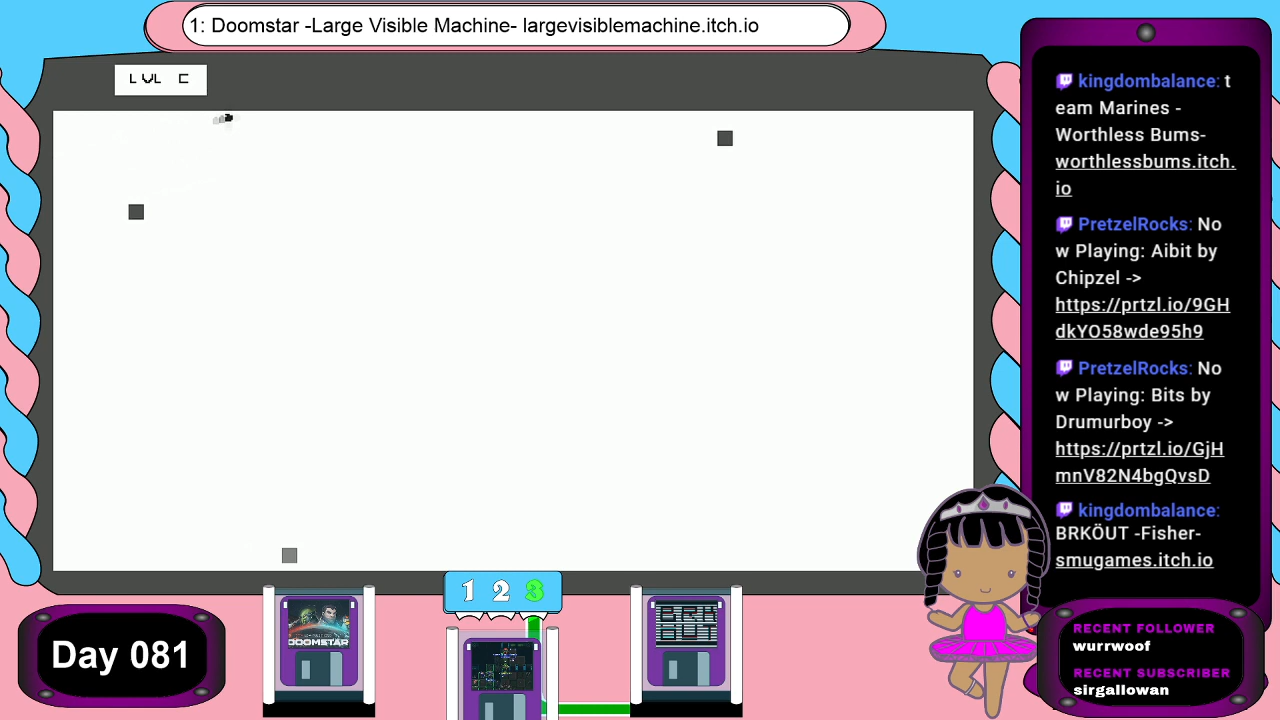 1: Doomstar -Large Visible Machine- largevisiblemachine.itch.io
LVL C
kingdombalance: t
eam Marines -
Worthless Bums-
worthlessbums.itch.
io
PretzelRocks: No
w Playing: Aibit by
Chipzel ->
https://prtzl.io/9GH
dkYO58wde95h9
PretzelRocks: No
w Playing: Bits by
Drumurboy ->
https://prtzl.io/GjH
mnV82N4bgQvsD
kingdombalance:
BRKÖUT -Fisher-
smugames.itch.io
1 2 3
DOOMSTAR
Day 081
RECENT FOLLOWER
wurrwoof
RECENT SUBSCRIBER
sirgallowan